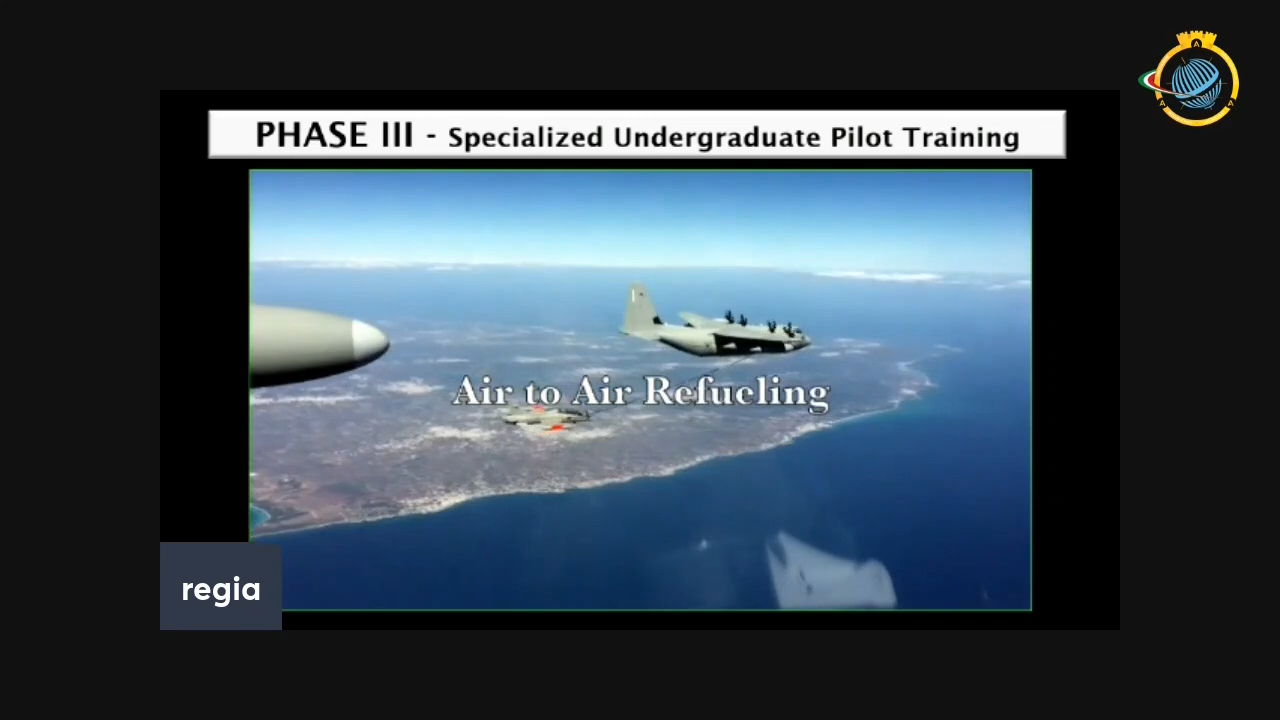 PHASE III - Specialized Undergraduate Pilot Training
Air to Air Refueling
regia